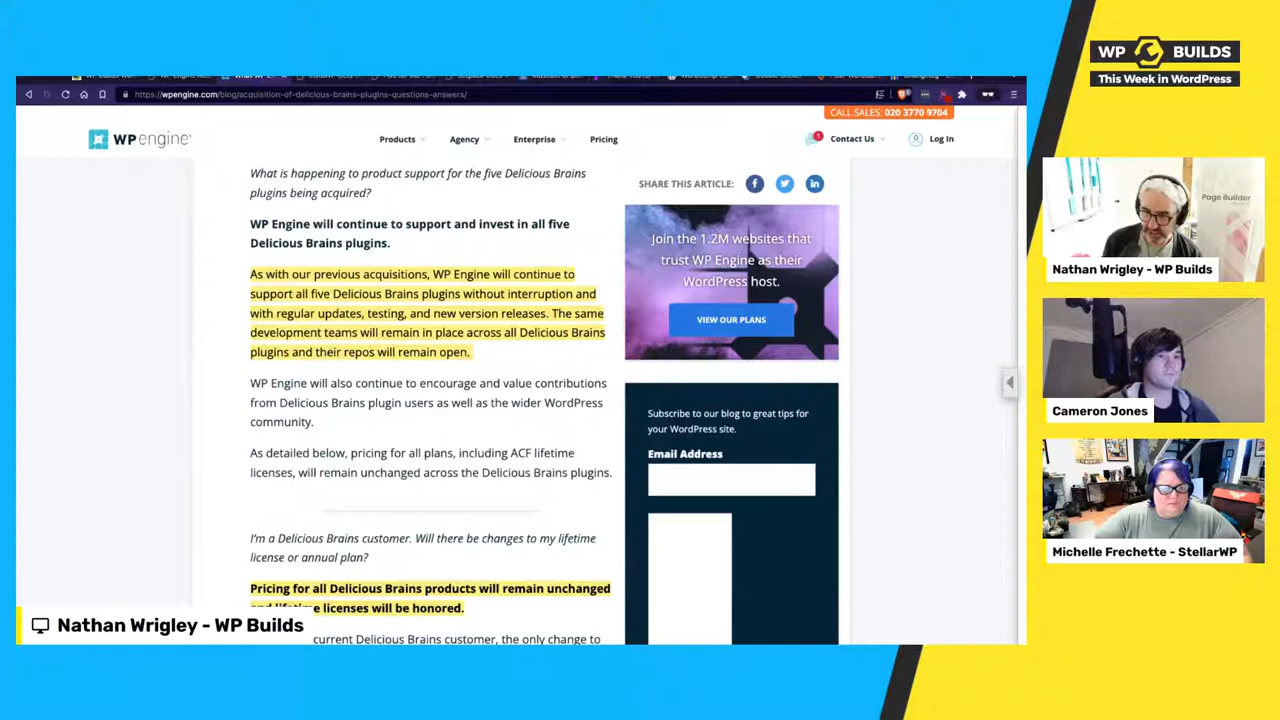 WP BUILDS
This Week in WordPress
https://wpengine.com/blog/acquisition-of-delicious-brains-plugins-questions-answers/
CALL SALES: 020 3770 9704
WP engine
Products
Agency
Enterprise
Pricing
1
Contact Us
Log In
What is happening to product support for the five Delicious Brains
plugins being acquired?
WP Engine will continue to support and invest in all five
Delicious Brains plugins.
As with our previous acquisitions, WP Engine will continue to
support all five Delicious Brains plugins without interruption and
with regular updates, testing, and new version releases. The same
development teams will remain in place across all Delicious Brains
plugins and their repos will remain open.
WP Engine will also continue to encourage and value contributions
from Delicious Brains plugin users as well as the wider WordPress
community.
As detailed below, pricing for all plans, including ACF lifetime
licenses, will remain unchanged across the Delicious Brains plugins.
I'm a Delicious Brains customer. Will there be changes to my lifetime
license or annual plan?
Pricing for all Delicious Brains products will remain unchanged
and lifetime licenses will be honored.
current Delicious Brains customer, the only change to
SHARE THIS ARTICLE:
Join the 1.2M websites that
trust WP Engine as their
WordPress host.
VIEW OUR PLANS
Subscribe to our blog to great tips for
your WordPress site.
Email Address
Page Builder
Nathan Wrigley - WP Builds
Cameron Jones
Michelle Frechette - StellarWP
Nathan Wrigley - WP Builds